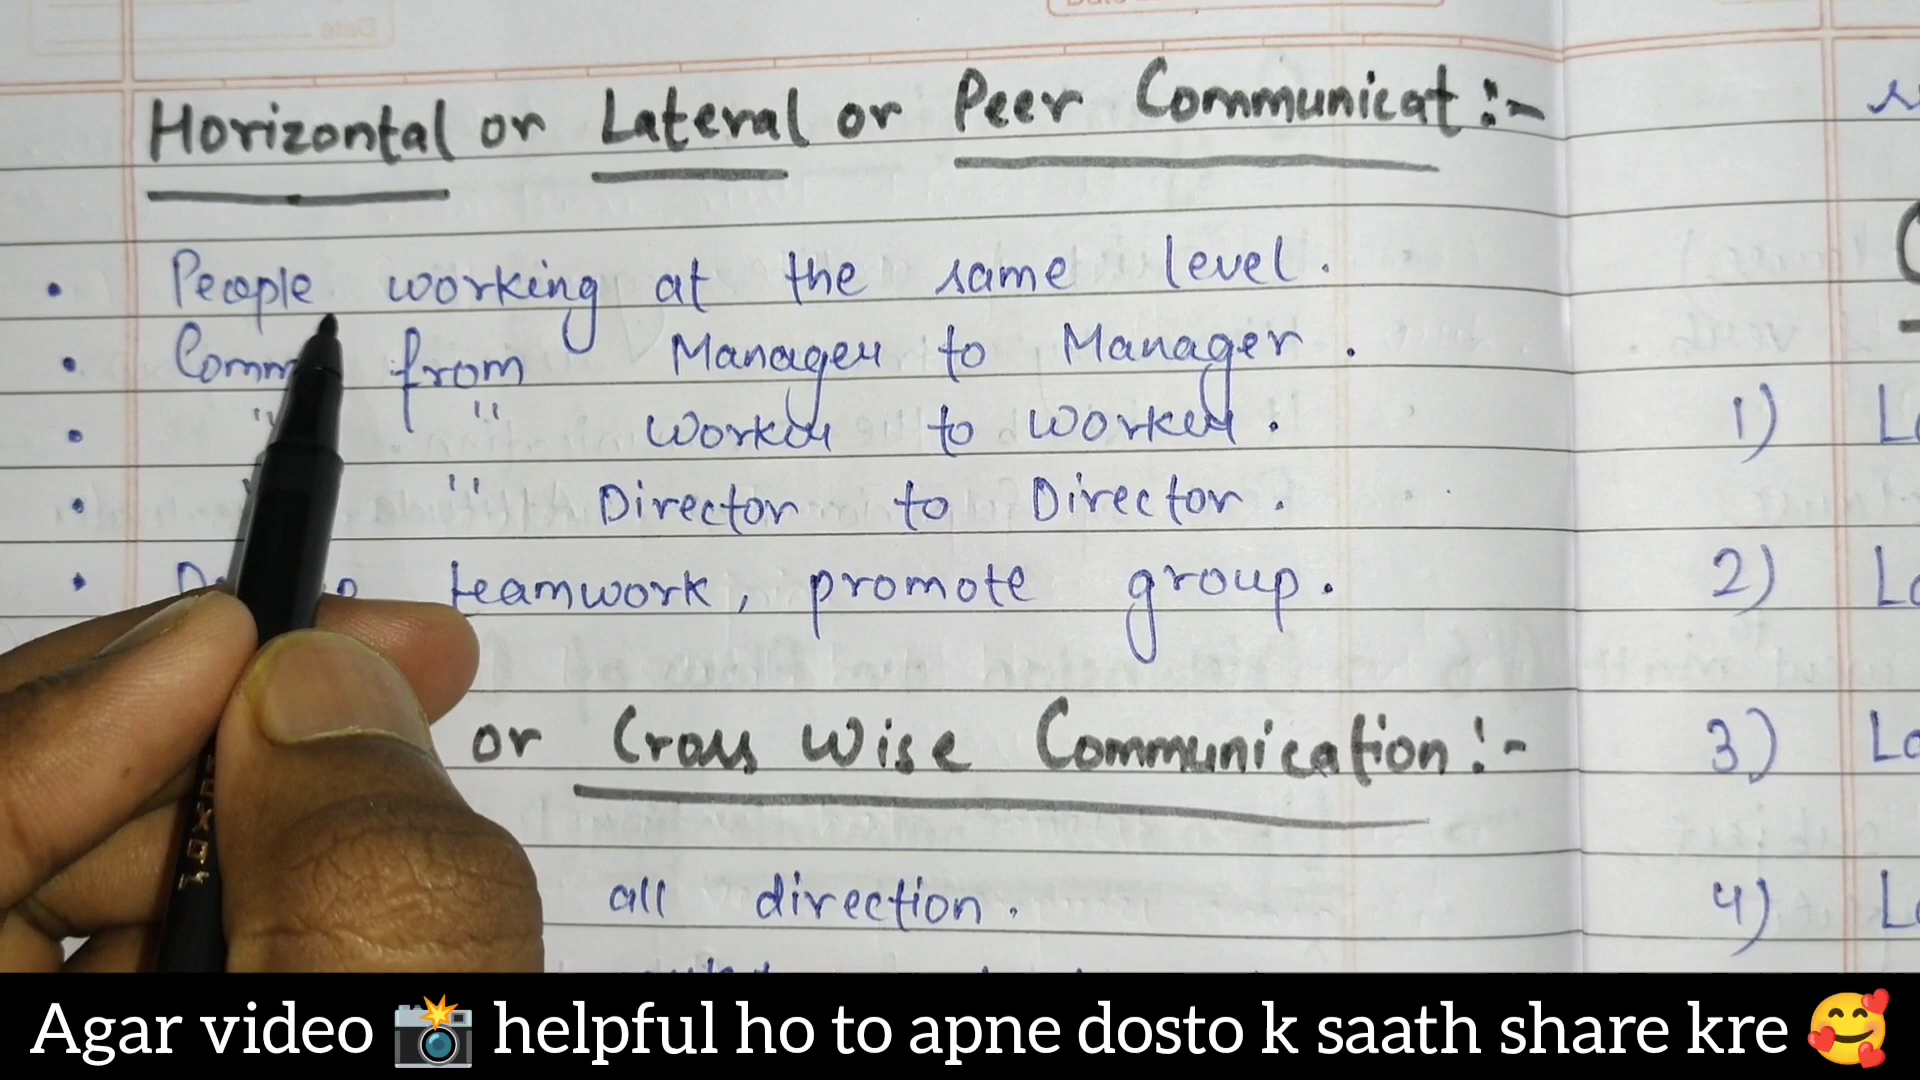 Horizontal or Lateral or Peer Communicat :-
• People working at the same level.
• Comm from Manager to Manager.
• " " Worker to Worker.
• " " Director to Director.
• teamwork, promote group.
or Cross Wise Communication :-
all direction.
1)
2)
3)
4)
Agar video 📸 helpful ho to apne dosto k saath share kre 🥰